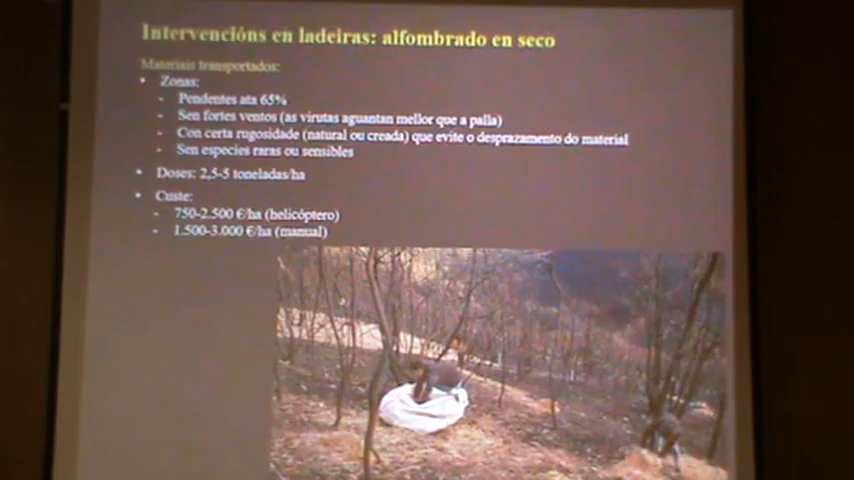 Intervencións en ladeiras: alfombrado en seco
Materiais transportados:
• Zonas:
- Pendentes ata 65%
- Sen fortes ventos (as virutas aguantan mellor que a palla)
- Con certa rugosidade (natural ou creada) que evite o desprazamento do material
- Sen especies raras ou sensibles
• Doses: 2,5-5 toneladas/ha
• Custe:
- 750-2.500 €/ha (helicóptero)
- 1.500-3.000 €/ha (manual)